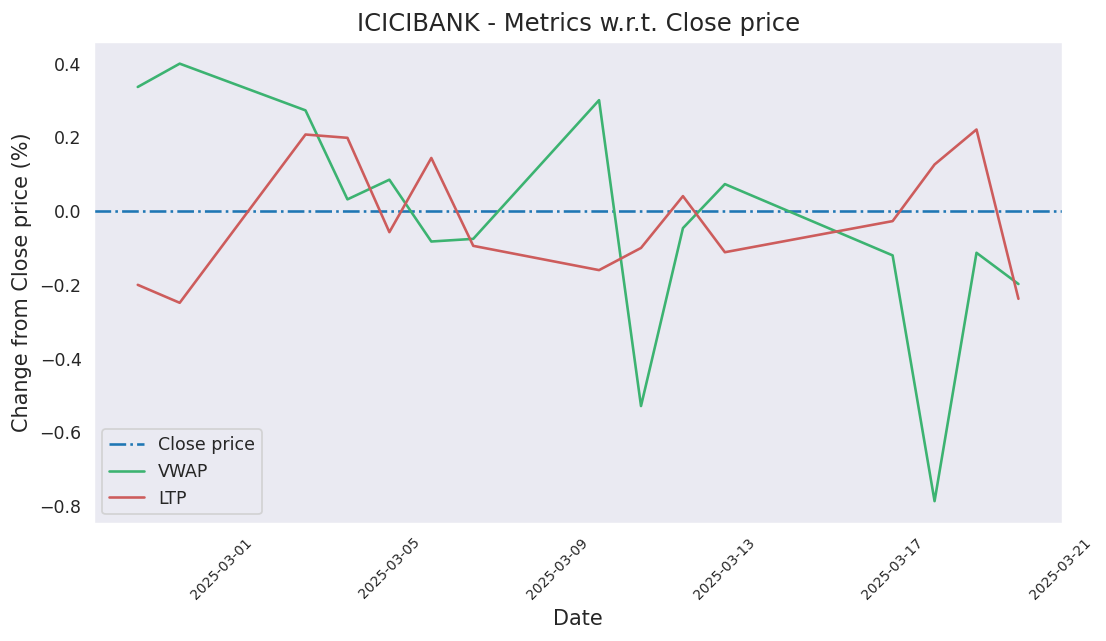 ICICIBANK - Metrics w.r.t. Close price
Change from Close price (%)
0.4
0.2
0.0
−0.2
−0.4
−0.6
−0.8
Close price
VWAP
LTP
2025-03-01
2025-03-05
2025-03-09
2025-03-13
2025-03-17
2025-03-21
Date